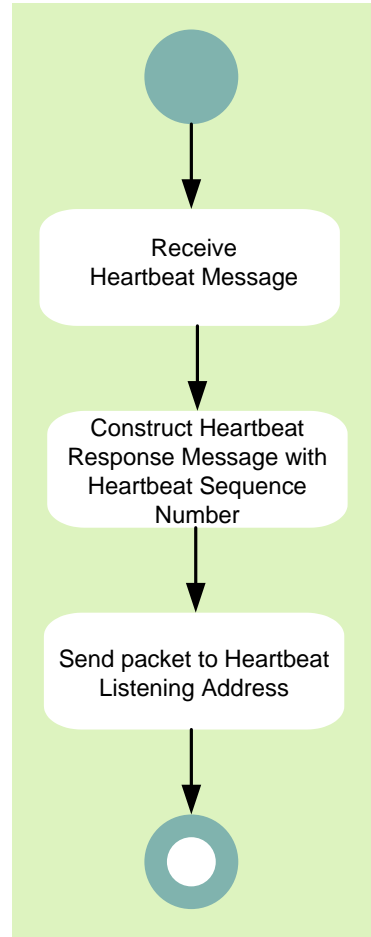 Receive
Heartbeat Message
Construct Heartbeat
Response Message with
Heartbeat Sequence
Number
Send packet to Heartbeat
Listening Address